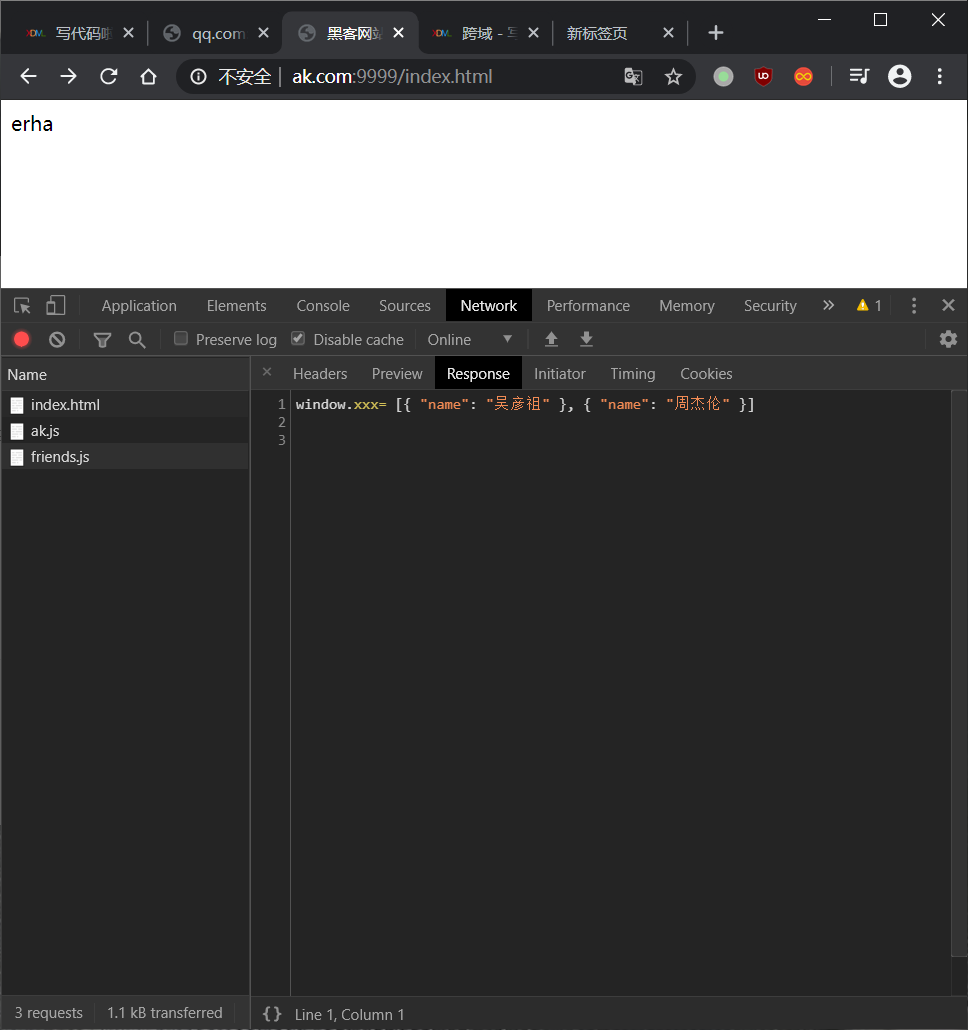 写代码啦 qq.com 黑客网站 跨域 - 写 新标签页
不安全 ak.com:9999/index.html
erha
Application Elements Console Sources Network Performance Memory Security 1
Preserve log Disable cache Online
Name Headers Preview Response Initiator Timing Cookies
index.html
ak.js
friends.js
1 window.xxx= [{ "name": "吴彦祖" }, { "name": "周杰伦" }]
2
3
3 requests 1.1 kB transferred {} Line 1, Column 1